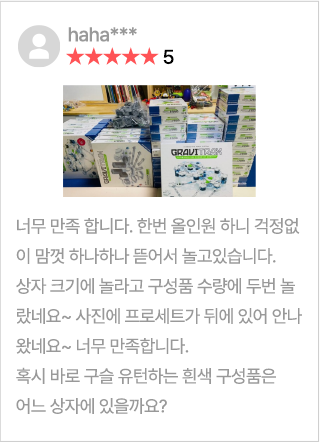 haha***
★★★★★ 5
GRAVITRAX
GRAVITRAX
너무 만족 합니다. 한번 올인원 하니 걱정없
이 맘껏 하나하나 뜯어서 놀고있습니다.
상자 크기에 놀라고 구성품 수량에 두번 놀
랐네요~ 사진에 프로세트가 뒤에 있어 안나
왔네요~ 너무 만족합니다.
혹시 바로 구슬 유턴하는 흰색 구성품은
어느 상자에 있을까요?